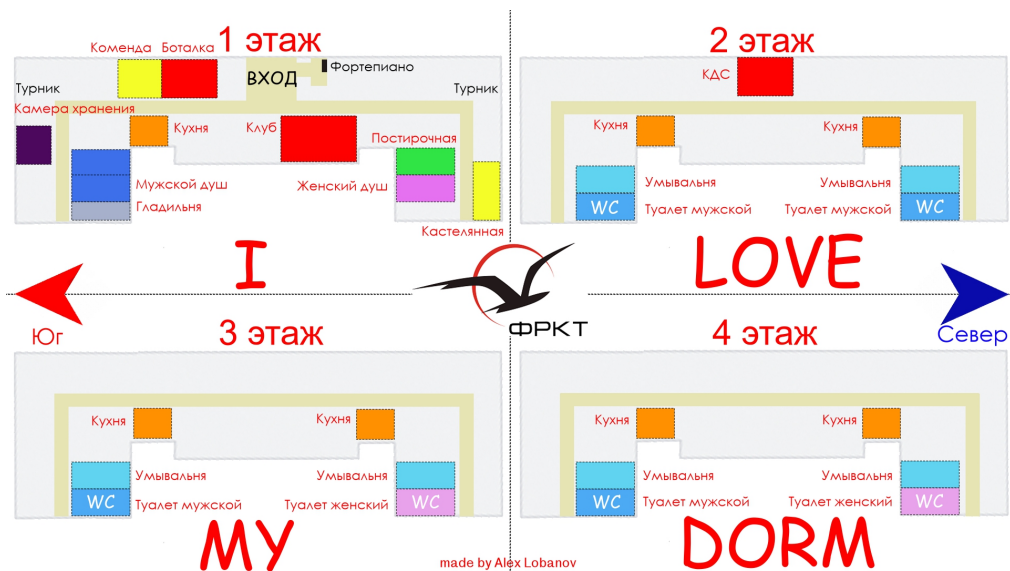 1 этаж
Коменда
Боталка
ВХОД
Фортепиано
Турник
Турник
Камера хранения
Кухня
Клуб
Постирочная
Мужской душ
Женский душ
Гладильня
Кастелянная
I
2 этаж
КДС
Кухня
Кухня
Умывальня
Умывальня
WC
Туалет мужской
Туалет мужской
WC
LOVE
Юг
ФРКТ
Север
3 этаж
Кухня
Кухня
Умывальня
Умывальня
WC
Туалет мужской
Туалет женский
WC
MY
4 этаж
Кухня
Кухня
Умывальня
Умывальня
WC
Туалет мужской
Туалет женский
WC
DORM
made by Alex Lobanov